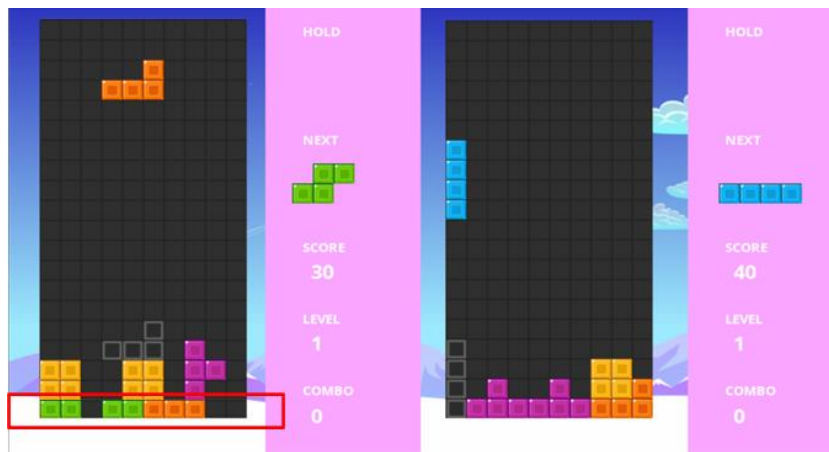 HOLD
NEXT
SCORE
30
LEVEL
1
COMBO
0
HOLD
NEXT
SCORE
40
LEVEL
1
COMBO
0